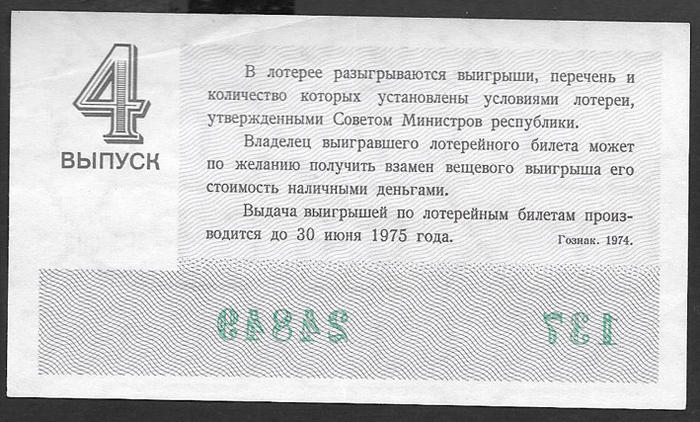 4
ВЫПУСК
В лотерее разыгрываются выигрыши, перечень и
количество которых установлены условиями лотереи,
утвержденными Советом Министров республики.
Владелец выигравшего лотерейного билета может
по желанию получить взамен вещевого выигрыша его
стоимость наличными деньгами.
Выдача выигрышей по лотерейным билетам произ-
водится до 30 июня 1975 года.
Гознак. 1974.
24849 137